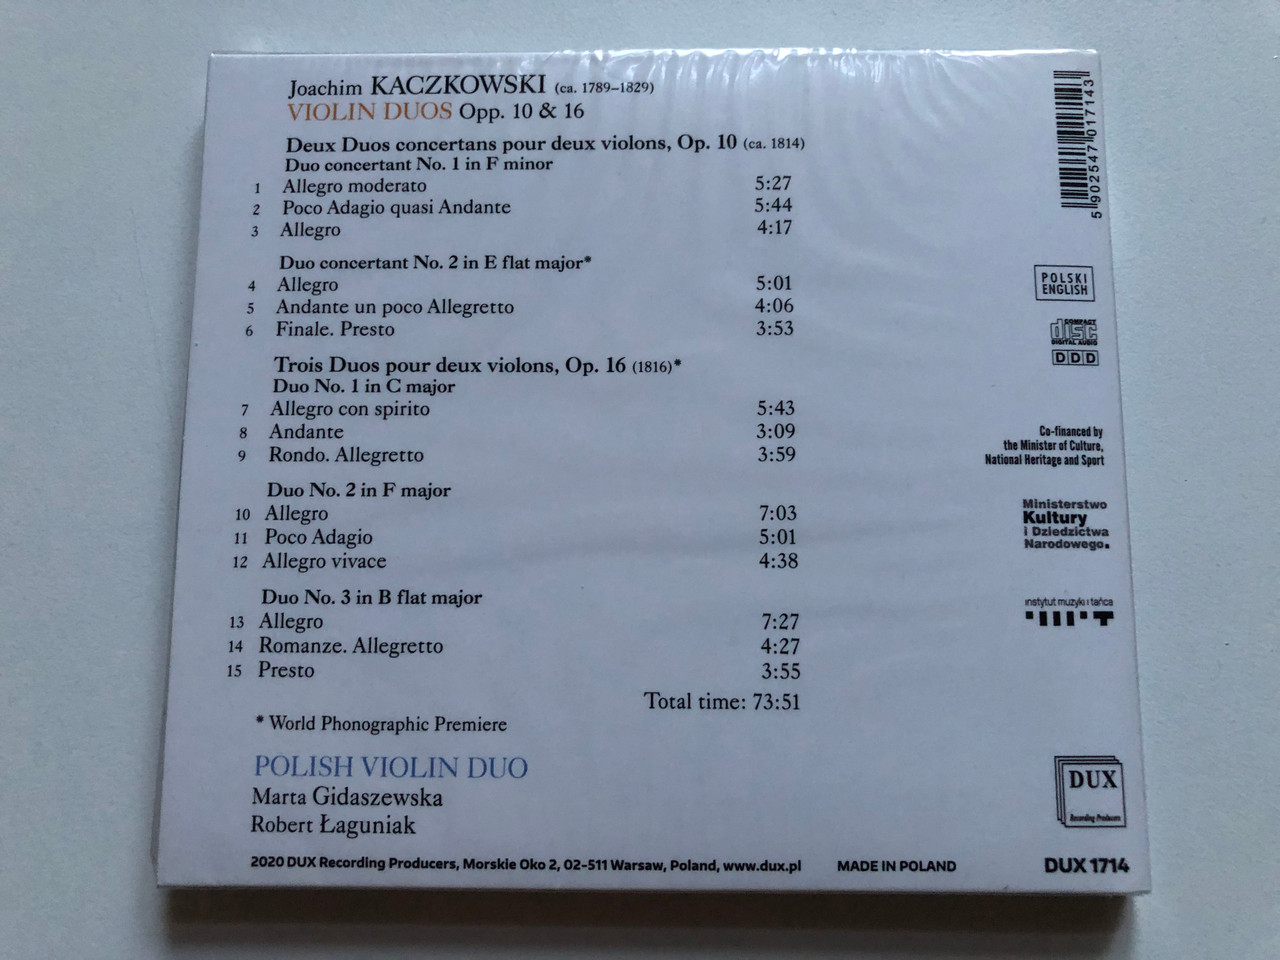 Joachim KACZKOWSKI (ca. 1789–1829)
VIOLIN DUOS Opp. 10 & 16
Deux Duos concertans pour deux violons, Op. 10 (ca. 1814)
Duo concertant No. 1 in F minor
1 Allegro moderato 5:27
2 Poco Adagio quasi Andante 5:44
3 Allegro 4:17
Duo concertant No. 2 in E flat major*
4 Allegro 5:01
5 Andante un poco Allegretto 4:06
6 Finale. Presto 3:53
Trois Duos pour deux violons, Op. 16 (1816)*
Duo No. 1 in C major
7 Allegro con spirito 5:43
8 Andante 3:09
9 Rondo. Allegretto 3:59
Duo No. 2 in F major
10 Allegro 7:03
11 Poco Adagio 5:01
12 Allegro vivace 4:38
Duo No. 3 in B flat major
13 Allegro 7:27
14 Romanze. Allegretto 4:27
15 Presto 3:55
Total time: 73:51
* World Phonographic Premiere
POLISH VIOLIN DUO
Marta Gidaszewska
Robert Łaguniak
2020 DUX Recording Producers, Morskie Oko 2, 02-511 Warsaw, Poland, www.dux.pl MADE IN POLAND
5 902547 017143
POLSKI
ENGLISH
COMPACT
disc
DIGITAL AUDIO
DDD
Co-financed by
the Minister of Culture,
National Heritage and Sport
Ministerstwo
Kultury
i Dziedzictwa
Narodowego.
instytut muzyki i tańca
DUX
Recording Producers
DUX 1714